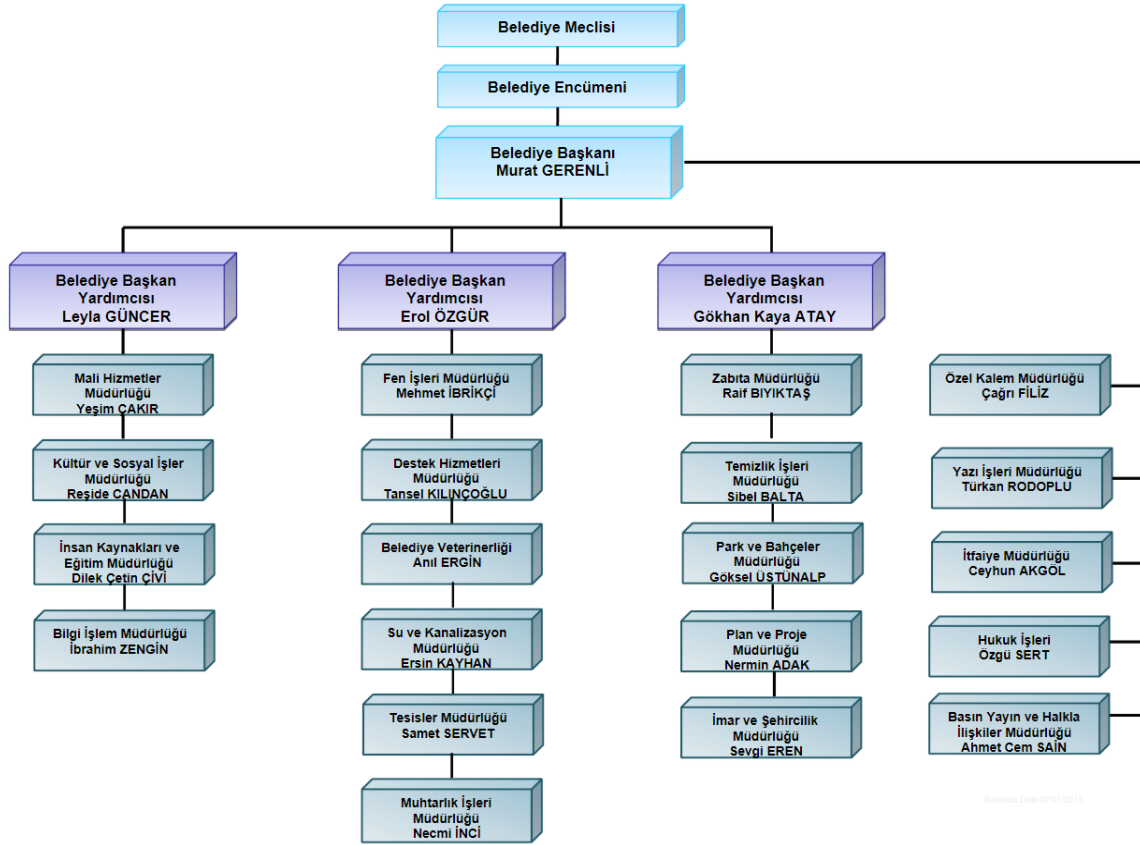 Belediye Meclisi
Belediye Encümeni
Belediye Başkanı
Murat GERENLİ
Belediye Başkan
Yardımcısı
Leyla GÜNCER
Belediye Başkan
Yardımcısı
Erol ÖZGÜR
Belediye Başkan
Yardımcısı
Gökhan Kaya ATAY
Mali Hizmetler
Müdürlüğü
Yeşim ÇAKIR
Kültür ve Sosyal İşler
Müdürlüğü
Reşide CANDAN
İnsan Kaynakları ve
Eğitim Müdürlüğü
Dilek Çetin ÇİVİ
Bilgi İşlem Müdürlüğü
İbrahim ZENGİN
Fen İşleri Müdürlüğü
Mehmet İBRİKÇİ
Destek Hizmetleri
Müdürlüğü
Tansel KILINÇOĞLU
Belediye Veterinerliği
Anıl ERGİN
Su ve Kanalizasyon
Müdürlüğü
Ersin KAYHAN
Tesisler Müdürlüğü
Samet SERVET
Muhtarlık İşleri
Müdürlüğü
Necmi İNCİ
Zabıta Müdürlüğü
Raif BIYIKTAŞ
Temizlik İşleri
Müdürlüğü
Sibel BALTA
Park ve Bahçeler
Müdürlüğü
Göksel ÜSTÜNALP
Plan ve Proje
Müdürlüğü
Nermin ADAK
İmar ve Şehircilik
Müdürlüğü
Sevgi EREN
Özel Kalem Müdürlüğü
Çağrı FİLİZ
Yazı İşleri Müdürlüğü
Türkan RODOPLU
İtfaiye Müdürlüğü
Ceyhun AKGÖL
Hukuk İşleri
Özgü SERT
Basın Yayın ve Halkla
İlişkiler Müdürlüğü
Ahmet Cem SAİN